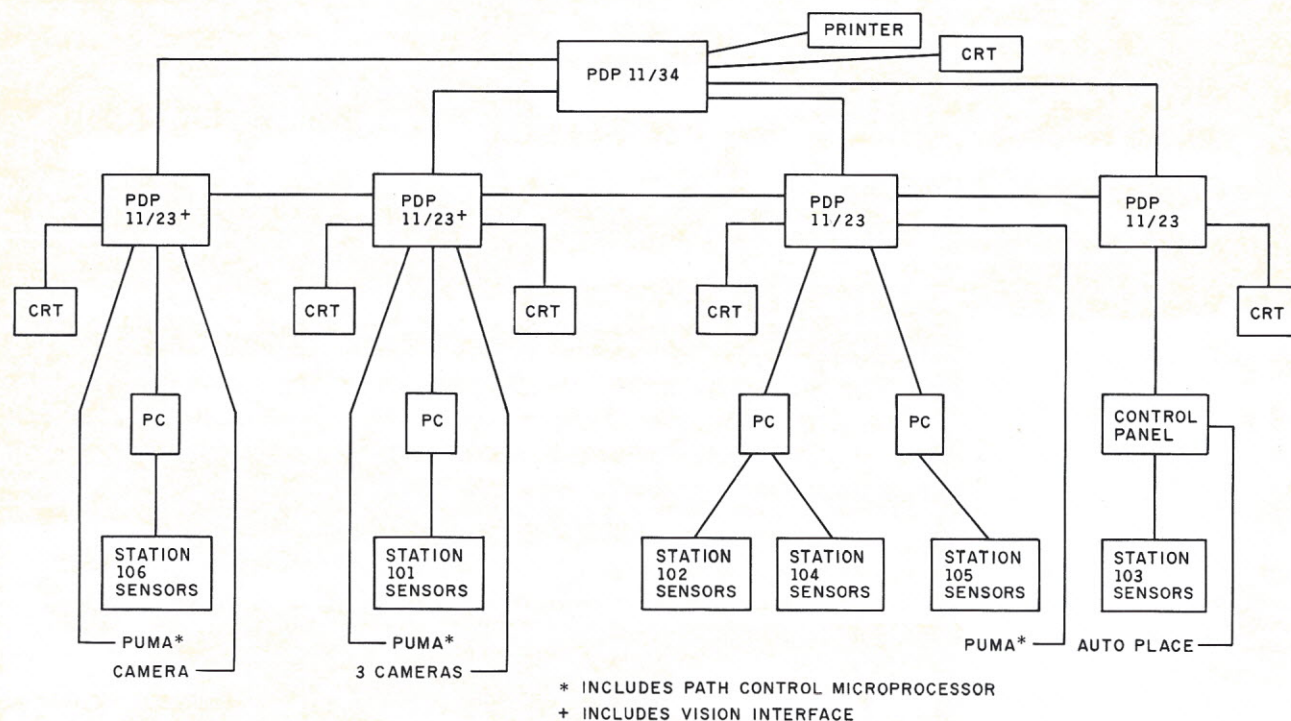 PRINTER
CRT
PDP 11/34
PDP
11/23+
PDP
11/23+
PDP
11/23
PDP
11/23
CRT
CRT
CRT
CRT
CRT
PC
PC
PC
PC
CONTROL
PANEL
STATION
106
SENSORS
STATION
101
SENSORS
STATION
102
SENSORS
STATION
104
SENSORS
STATION
105
SENSORS
STATION
103
SENSORS
PUMA*
CAMERA
PUMA*
3 CAMERAS
PUMA*
AUTO PLACE
* INCLUDES PATH CONTROL MICROPROCESSOR
+ INCLUDES VISION INTERFACE